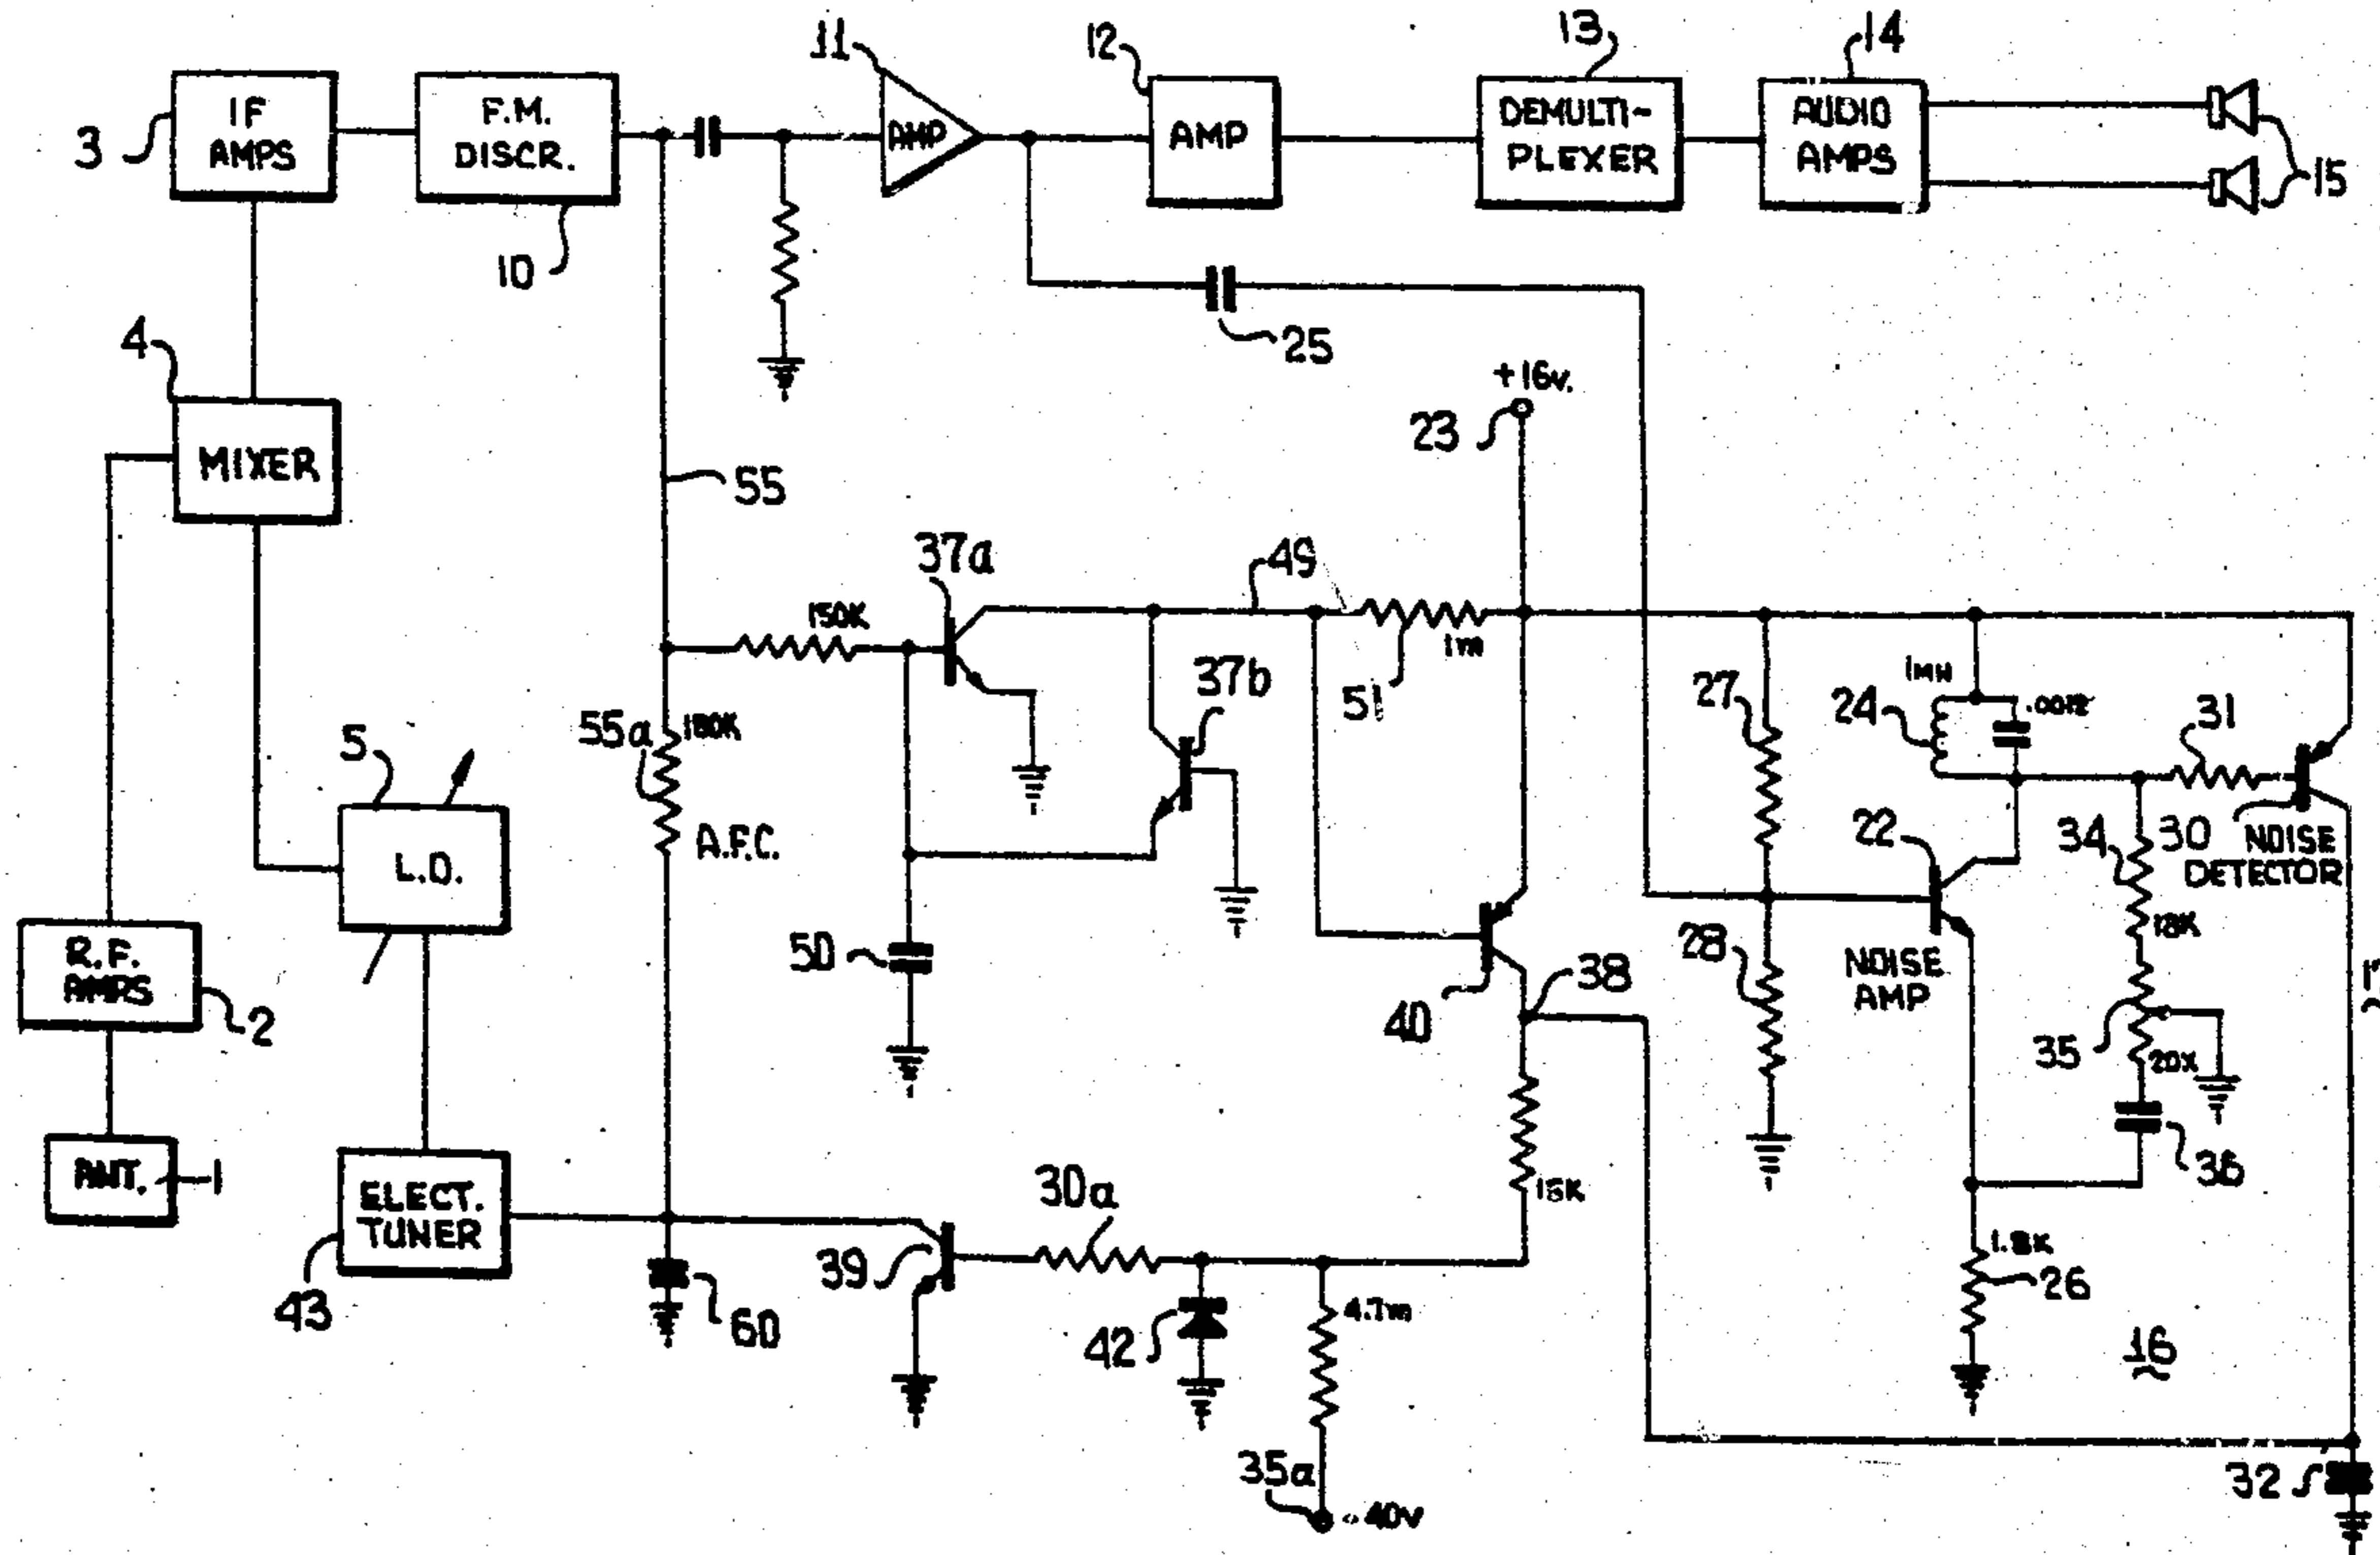 11
12
13
14
3
IF
AMPS
F.M.
DISCR.
AMP
AMP
DEMULTI-
PLEXER
AUDIO
AMPS
15
10
25
4
+16v.
23
MIXER
55
37a
49
150K
1m
37b
51
27
1MH
24
.0012
31
55a
180K
5
A.F.C.
L.O.
22
34
30
NOISE
DETECTOR
18K
50
28
NOISE
AMP
38
40
R.F.
AMPS
2
35
20K
36
ANT.
1
30a
15K
ELECT.
TUNER
39
1.8K
26
43
60
42
4.7m
16
35a
-40V
32